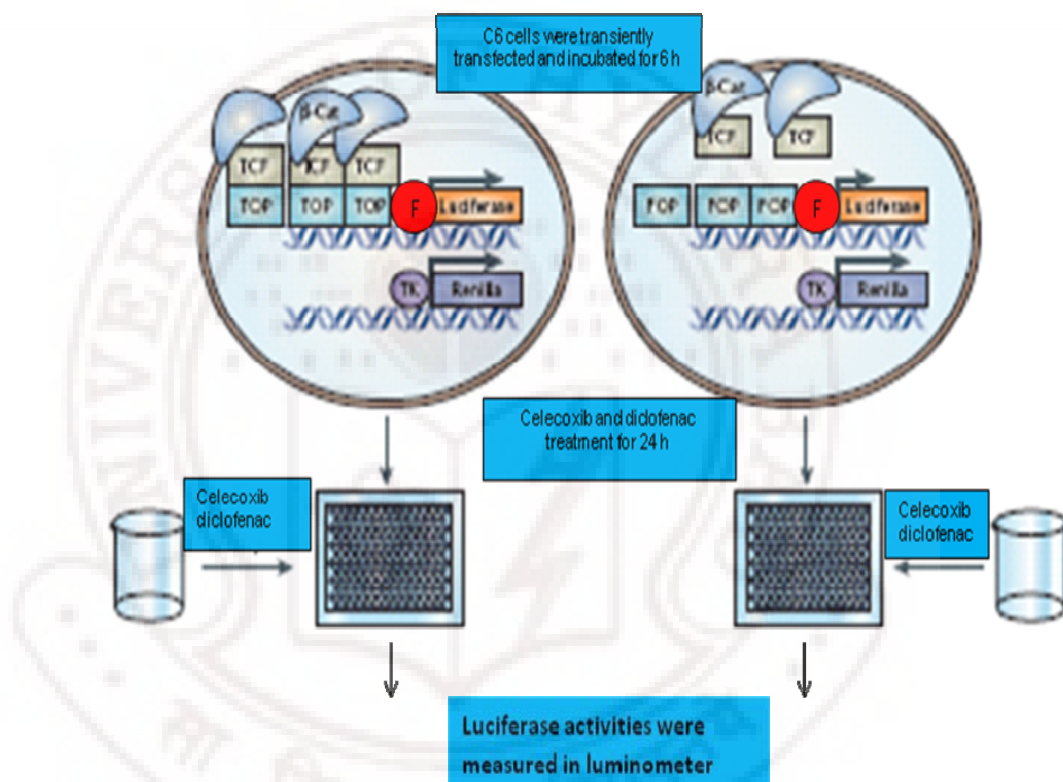 C6 cells were transiently
transfected and incubated for 6 h
β-Cat
TCF TCF TCF
TOP TOP TOP F Luciferase
TK Renilla
β-Cat
TCF TCF
FOP FOP FOP F Luciferase
TK Renilla
Celecoxib and diclofenac
treatment for 24 h
Celecoxib
diclofenac
Celecoxib
diclofenac
Luciferase activities were
measured in luminometer